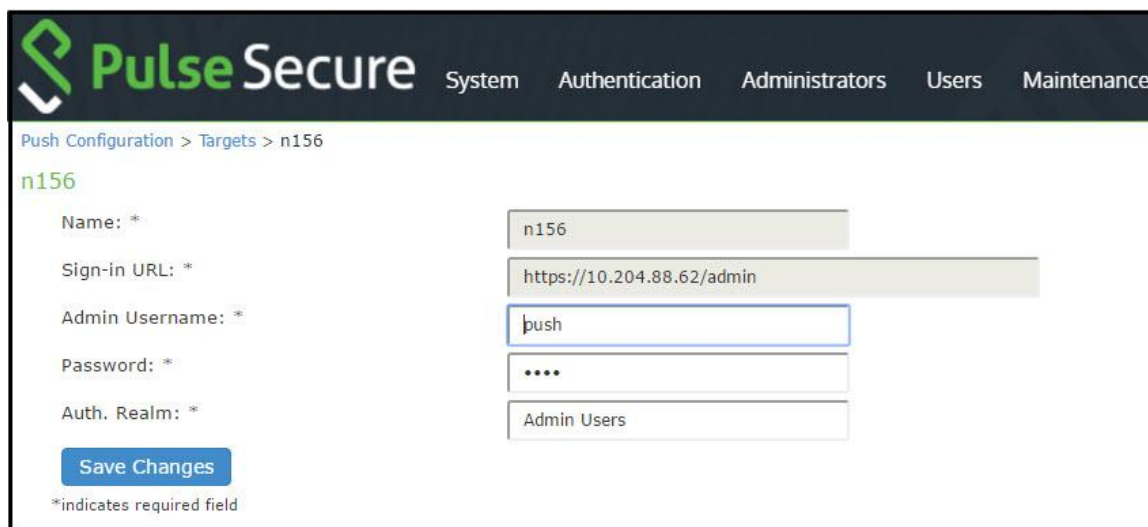 Pulse Secure System Authentication Administrators Users Maintenance
Push Configuration > Targets > n156
n156
Name: * n156
Sign-in URL: * https://10.204.88.62/admin
Admin Username: * push
Password: * ••••
Auth. Realm: * Admin Users
Save Changes
*indicates required field